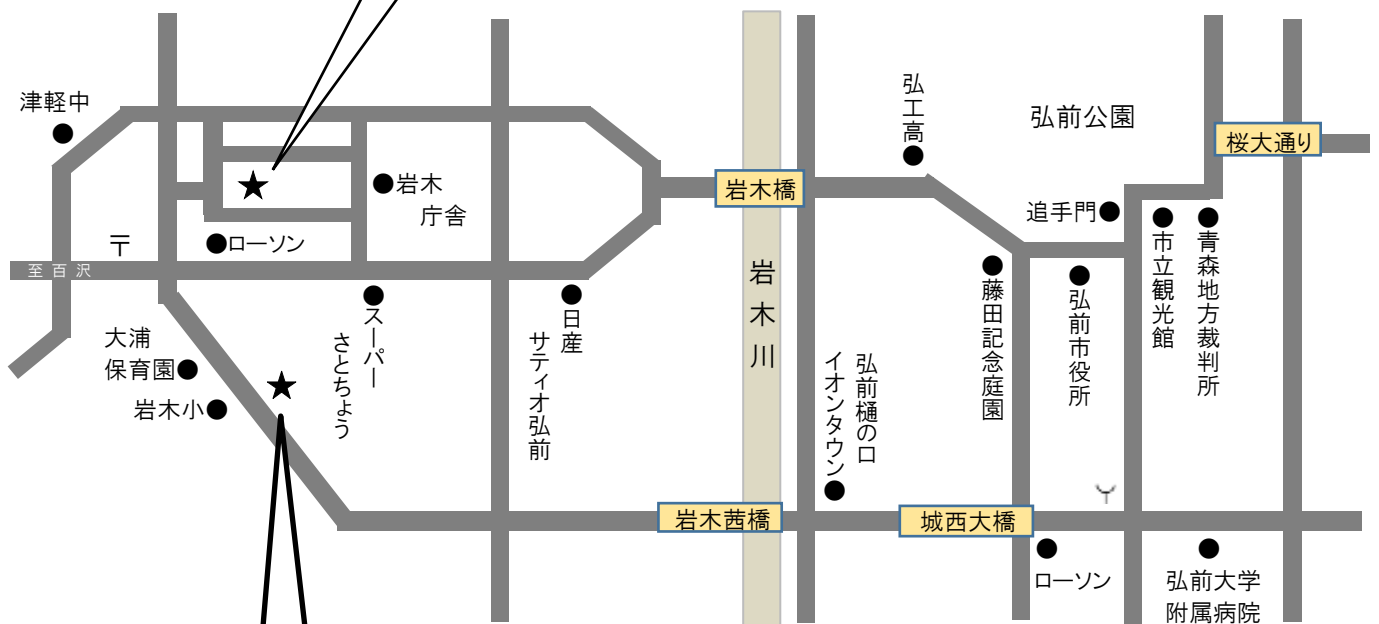 津軽中
〒
至百沢
ローソン
岩木
庁舎
大浦
保育園
岩木小
スーパー
さとちょう
日産
サティオ弘前
岩木橋
岩木川
岩木茜橋
弘前樋の口
イオンタウン
弘工高
弘前公園
桜大通り
追手門
市立観光館
青森地方裁判所
藤田記念庭園
弘前市役所
城西大橋
ローソン
弘前大学
附属病院